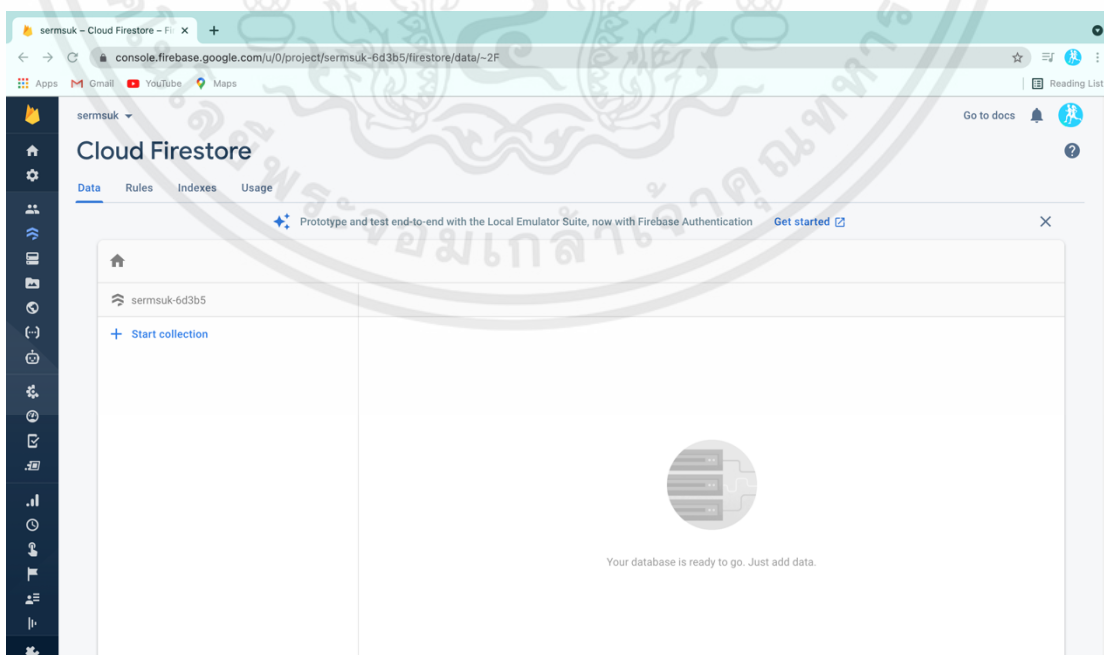 sermsuk – Cloud Firestore – Fi
console.firebase.google.com/u/0/project/sermsuk-6d3b5/firestore/data/~2F
Apps Gmail YouTube Maps Reading List
sermsuk Go to docs
Cloud Firestore
Data Rules Indexes Usage
Prototype and test end-to-end with the Local Emulator Suite, now with Firebase Authentication Get started
sermsuk-6d3b5
+ Start collection
Your database is ready to go. Just add data.